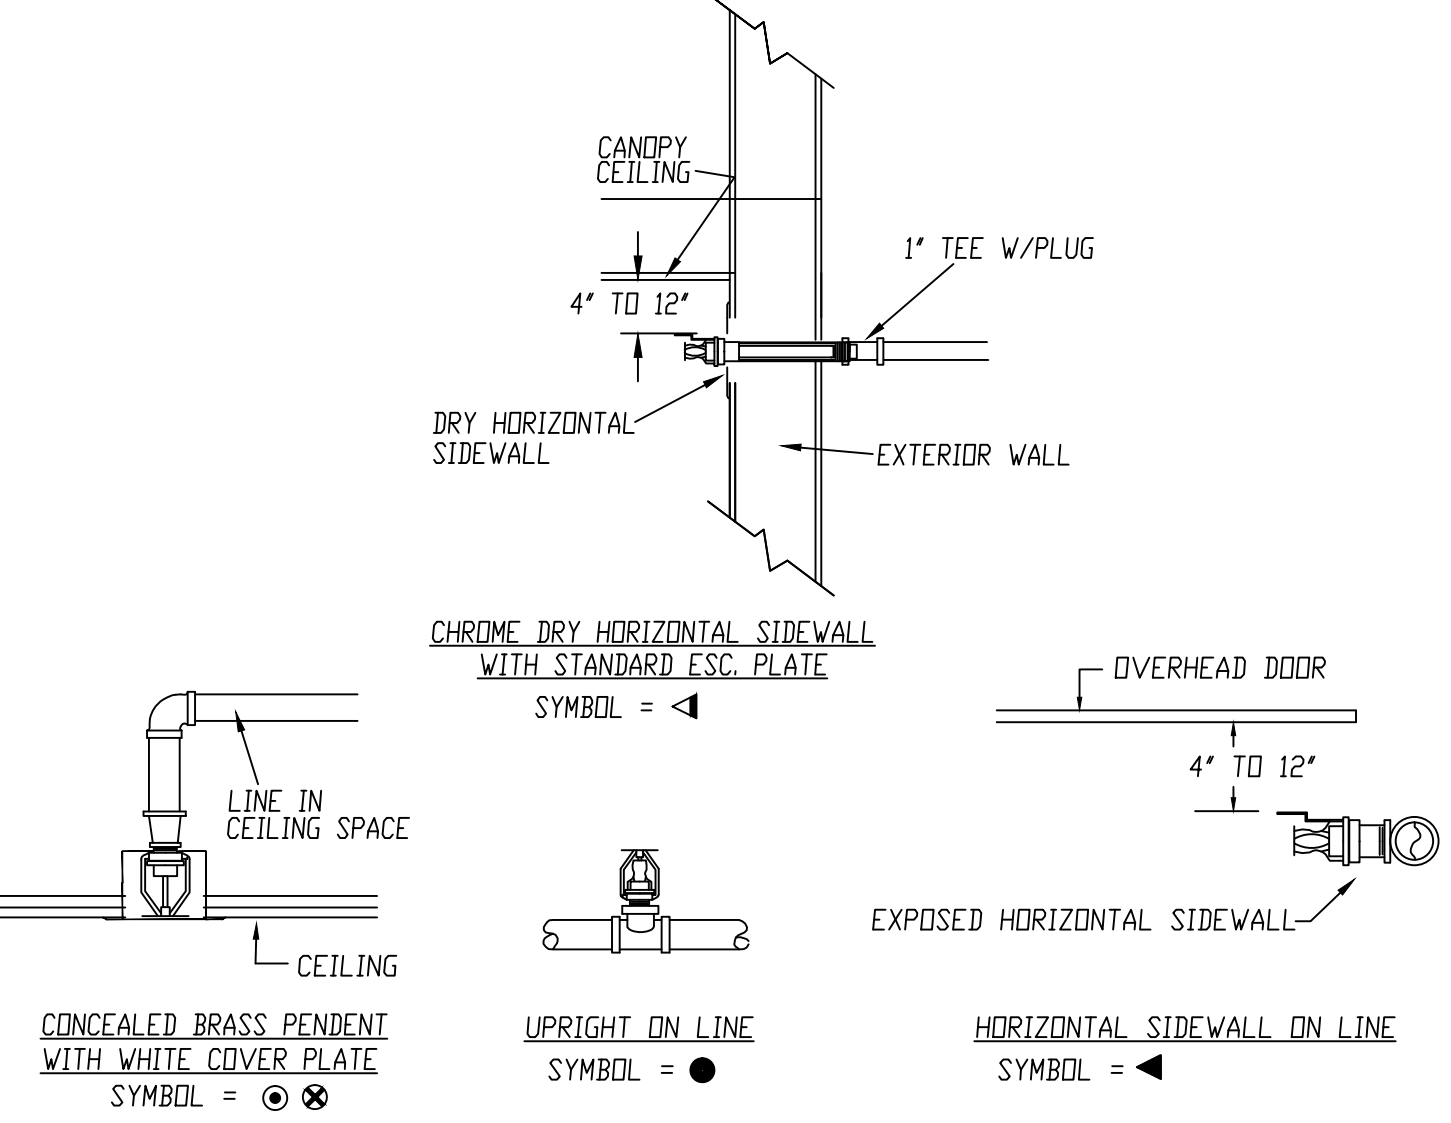 CANOPY
CEILING
1" TEE W/PLUG
4" TO 12"
DRY HORIZONTAL
SIDEWALL
EXTERIOR WALL
CHROME DRY HORIZONTAL SIDEWALL
WITH STANDARD ESC. PLATE
SYMBOL =
OVERHEAD DOOR
4" TO 12"
EXPOSED HORIZONTAL SIDEWALL
LINE IN
CEILING SPACE
CEILING
CONCEALED BRASS PENDENT
WITH WHITE COVER PLATE
SYMBOL =
UPRIGHT ON LINE
SYMBOL =
HORIZONTAL SIDEWALL ON LINE
SYMBOL =